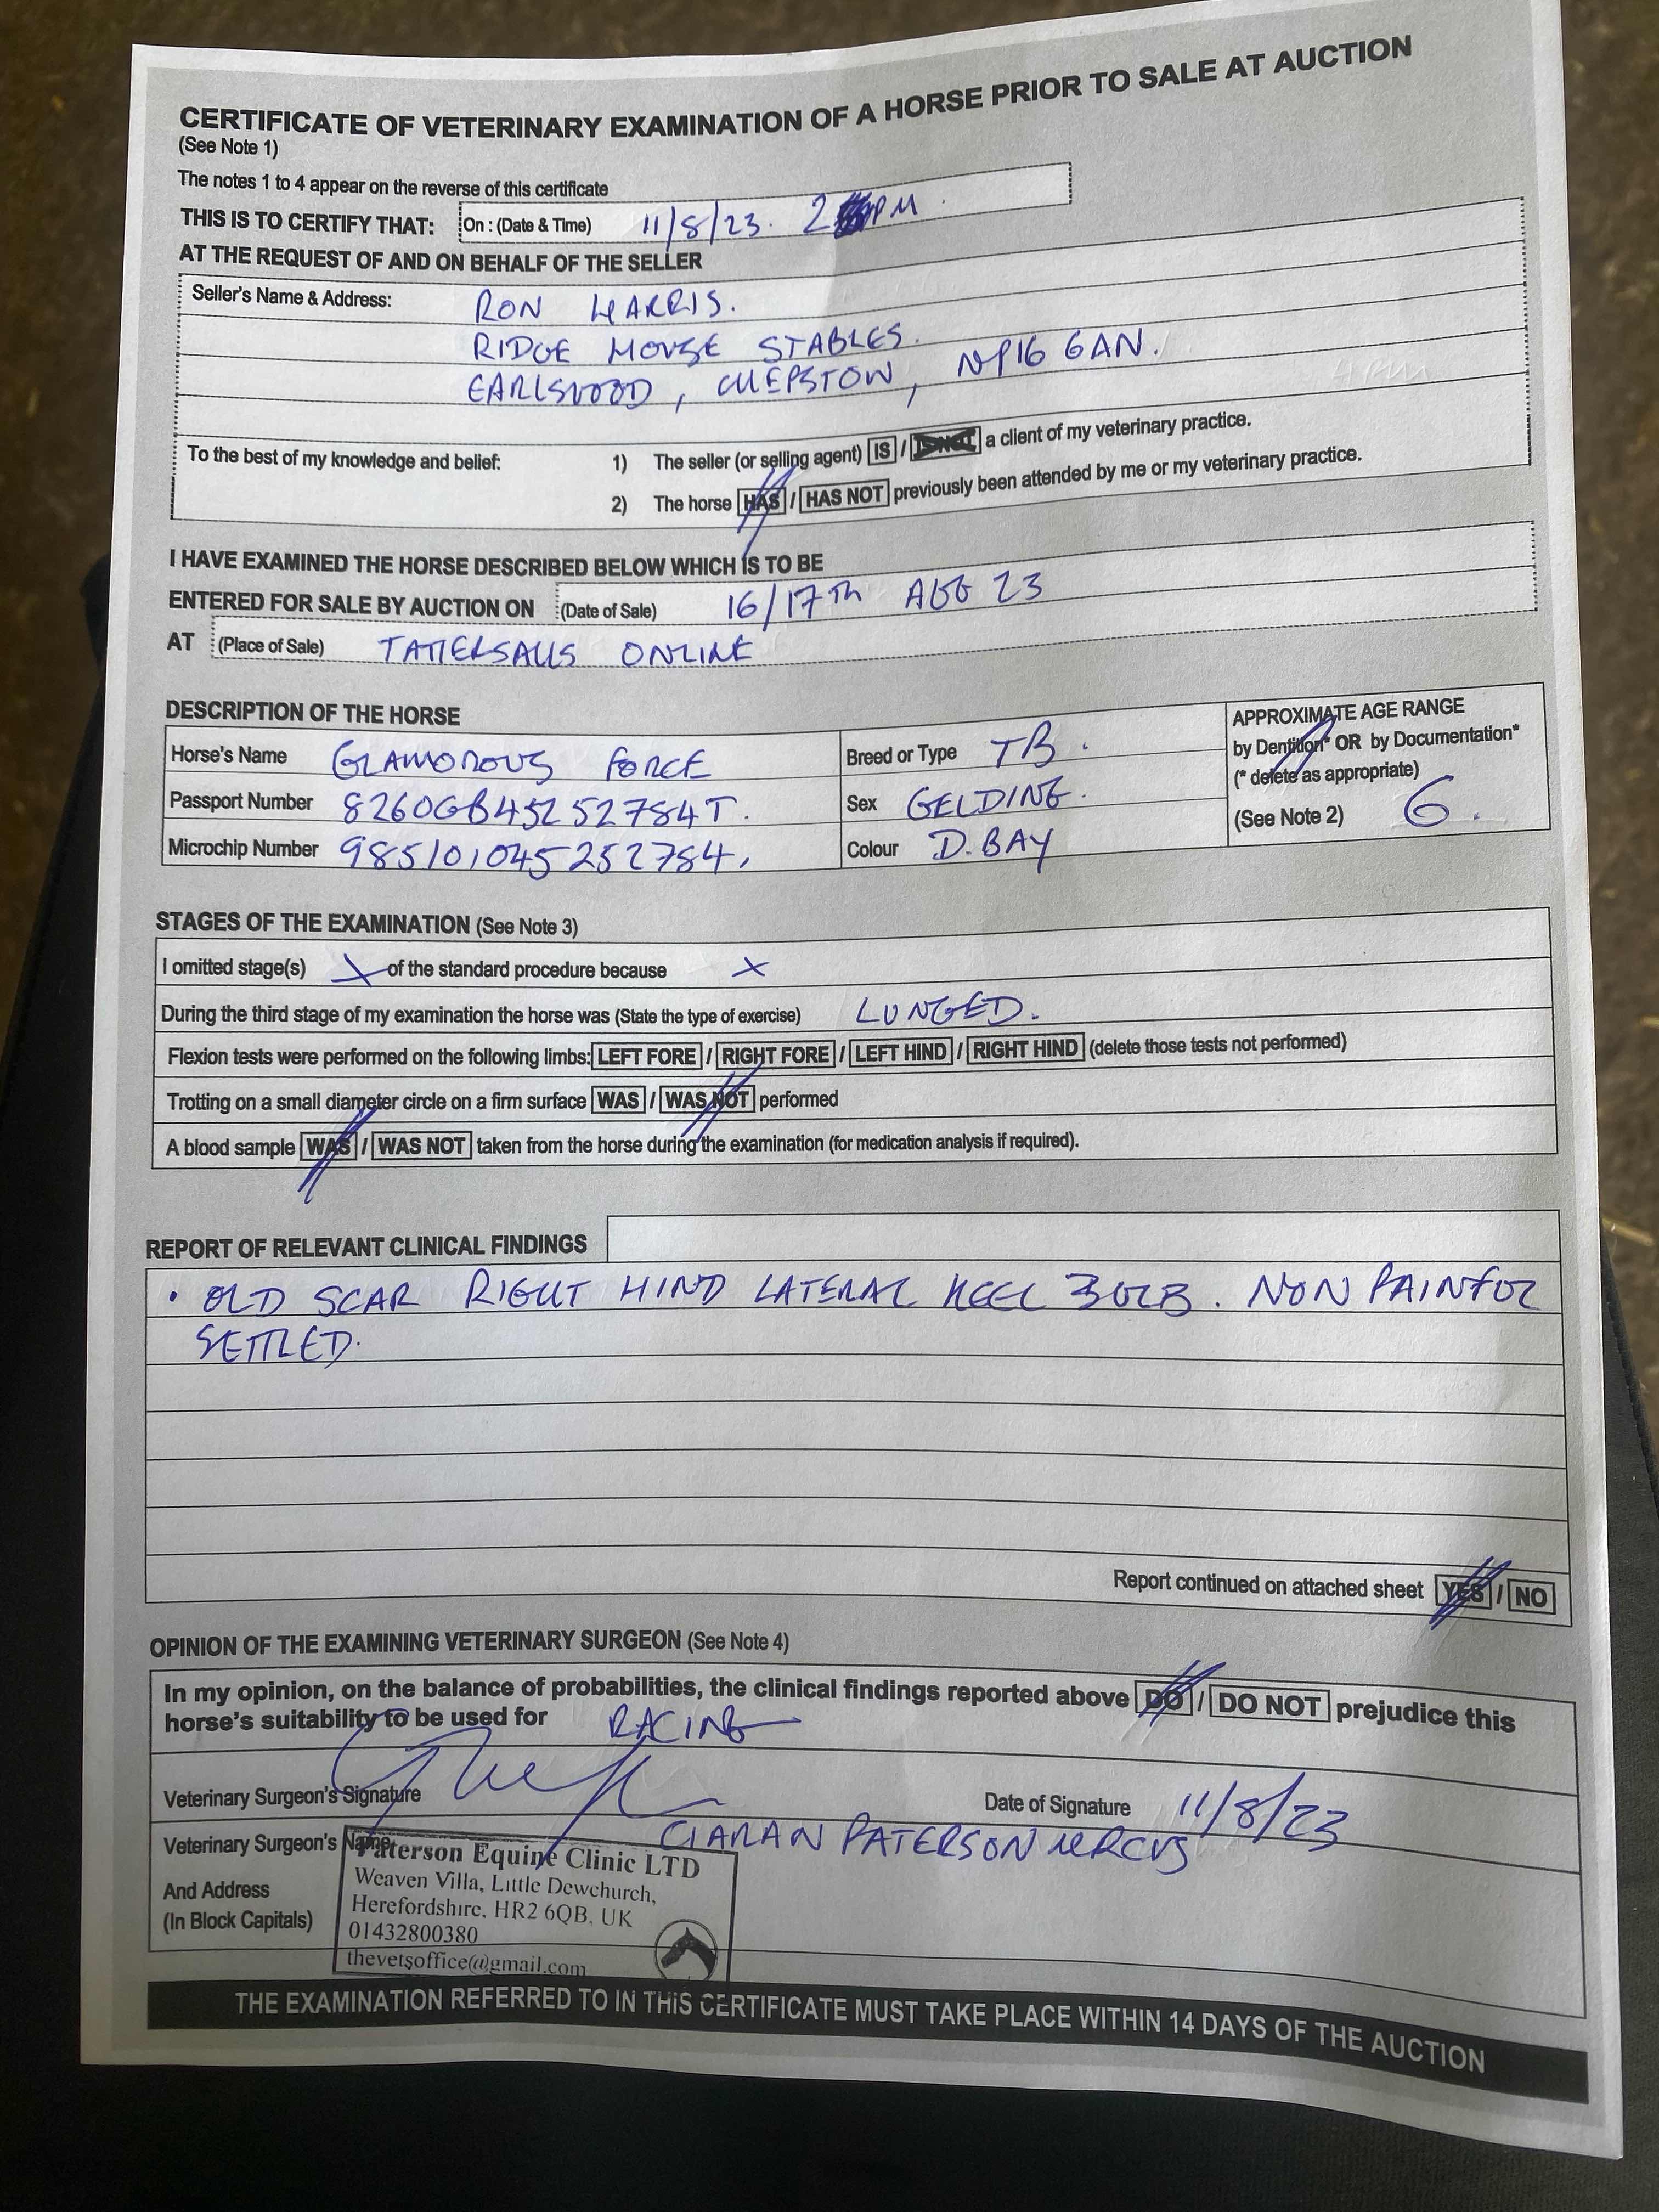 CERTIFICATE OF VETERINARY EXAMINATION OF A HORSE PRIOR TO SALE AT AUCTION
(See Note 1)
The notes 1 to 4 appear on the reverse of this certificate
THIS IS TO CERTIFY THAT: On : (Date & Time) 11/8/23. 2 PM.
AT THE REQUEST OF AND ON BEHALF OF THE SELLER
Seller's Name & Address: RON HARRIS.
RIDGE HOUSE STABLES.
EARLSWOOD, CHEPSTOW, NP16 6AN.
To the best of my knowledge and belief: 1) The seller (or selling agent) IS / IS NOT a client of my veterinary practice.
2) The horse HAS / HAS NOT previously been attended by me or my veterinary practice.
I HAVE EXAMINED THE HORSE DESCRIBED BELOW WHICH IS TO BE
ENTERED FOR SALE BY AUCTION ON (Date of Sale) 16/17TH AUG 23
AT (Place of Sale) TATTERSALLS ONLINE
DESCRIPTION OF THE HORSE
APPROXIMATE AGE RANGE
Horse's Name GLAMOROUS FORCE Breed or Type TB. by Dentition* OR by Documentation*
(* delete as appropriate)
Passport Number 826OGB45252784T. Sex GELDING. (See Note 2) 6.
Microchip Number 985101045252784. Colour D. BAY
STAGES OF THE EXAMINATION (See Note 3)
I omitted stage(s) X of the standard procedure because X
During the third stage of my examination the horse was (State the type of exercise) LUNGED.
Flexion tests were performed on the following limbs: LEFT FORE / RIGHT FORE / LEFT HIND / RIGHT HIND (delete those tests not performed)
Trotting on a small diameter circle on a firm surface WAS / WAS NOT performed
A blood sample WAS / WAS NOT taken from the horse during the examination (for medication analysis if required).
REPORT OF RELEVANT CLINICAL FINDINGS
• OLD SCAR RIGHT HIND LATERAL HEEL BULB. NON PAINFUL
SETTLED.
Report continued on attached sheet YES / NO
OPINION OF THE EXAMINING VETERINARY SURGEON (See Note 4)
In my opinion, on the balance of probabilities, the clinical findings reported above DO / DO NOT prejudice this
horse's suitability to be used for RACING
Veterinary Surgeon's Signature Date of Signature 11/8/23
Veterinary Surgeon's Name CIARAN PATERSON MRCVS
And Address
(In Block Capitals)
Paterson Equine Clinic LTD
Weaven Villa, Little Dewchurch,
Herefordshire. HR2 6QB, UK
01432800380
thevetsoffice@gmail.com
THE EXAMINATION REFERRED TO IN THIS CERTIFICATE MUST TAKE PLACE WITHIN 14 DAYS OF THE AUCTION